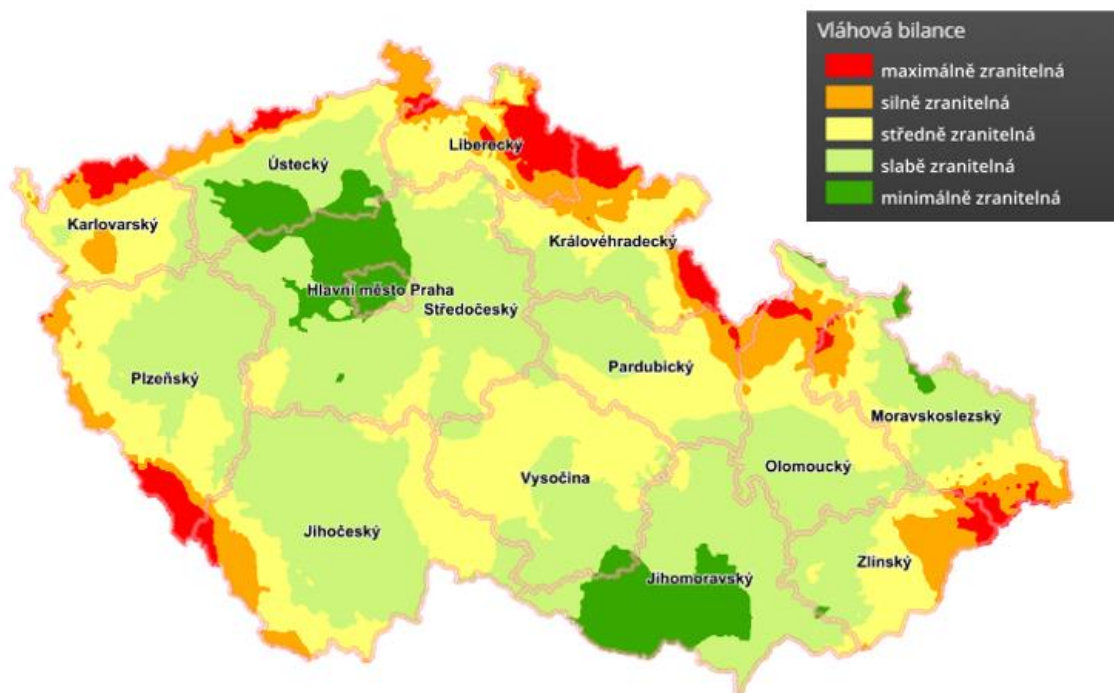 Vláhová bilance
maximálně zranitelná
silně zranitelná
středně zranitelná
slabě zranitelná
minimálně zranitelná
Liberecký
Ústecký
Karlovarský
Královéhradecký
Hlavní město Praha
Středočeský
Pardubický
Plzeňský
Moravskoslezský
Olomoucký
Vysočina
Jihočeský
Zlínský
Jihomoravský